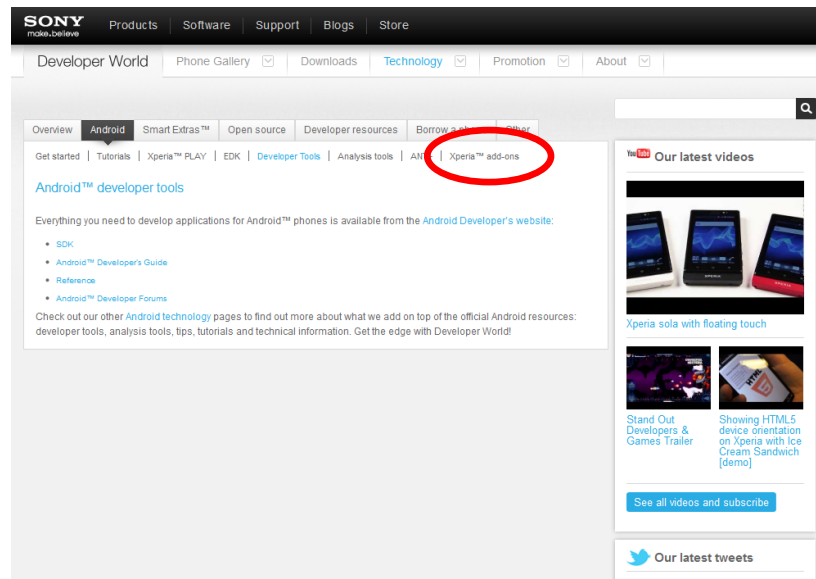 SONY
make.believe
Products Software Support Blogs Store
Developer World Phone Gallery Downloads Technology Promotion About
Overview Android Smart Extras™ Open source Developer resources Borrow a Other
Get started | Tutorials | Xperia™ PLAY | EDK | Developer Tools | Analysis tools | ANT+ | Xperia™ add-ons
Android™ developer tools
Everything you need to develop applications for Android™ phones is available from the Android Developer's website:
SDK
Android™ Developer's Guide
Reference
Android™ Developer Forums
Check out our other Android technology pages to find out more about what we add on top of the official Android resources:
developer tools, analysis tools, tips, tutorials and technical information. Get the edge with Developer World!
YouTube Our latest videos
XPERIA
Xperia sola with floating touch
HTML
Stand Out
Developers &
Games Trailer
Showing HTML5
device orientation
on Xperia with Ice
Cream Sandwich
[demo]
See all videos and subscribe
Our latest tweets